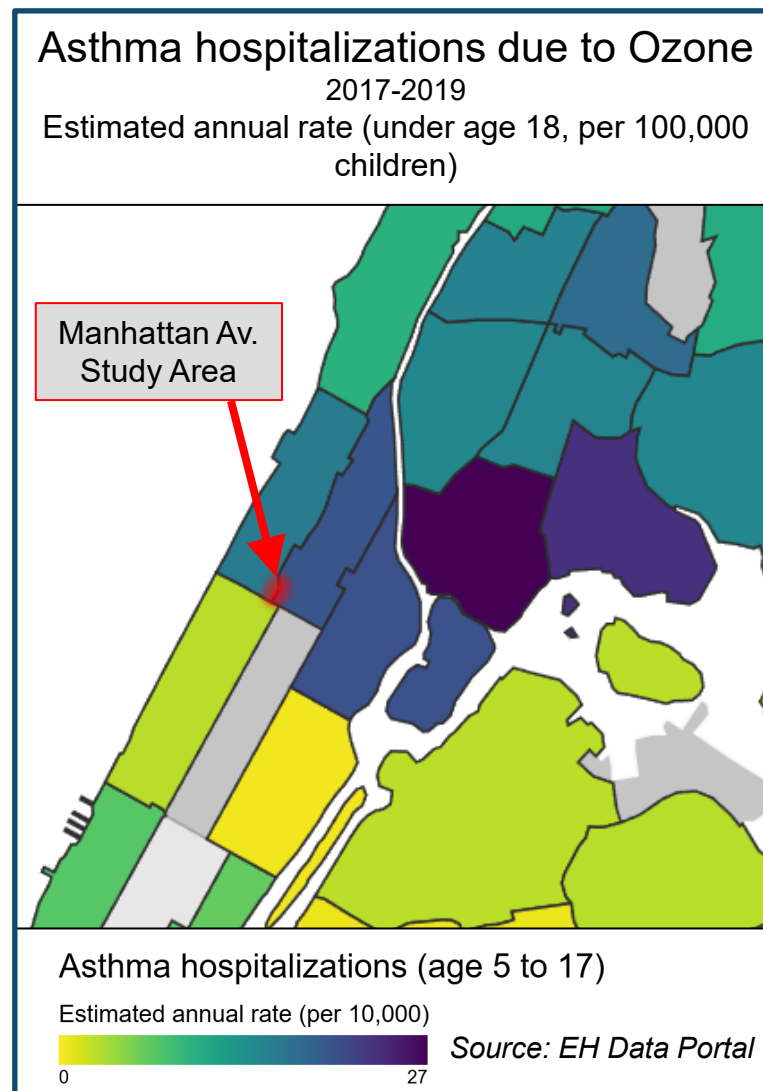 Asthma hospitalizations due to Ozone
2017-2019
Estimated annual rate (under age 18, per 100,000
children)
Manhattan Av.
Study Area
Asthma hospitalizations (age 5 to 17)
Estimated annual rate (per 10,000)
0
27
Source: EH Data Portal